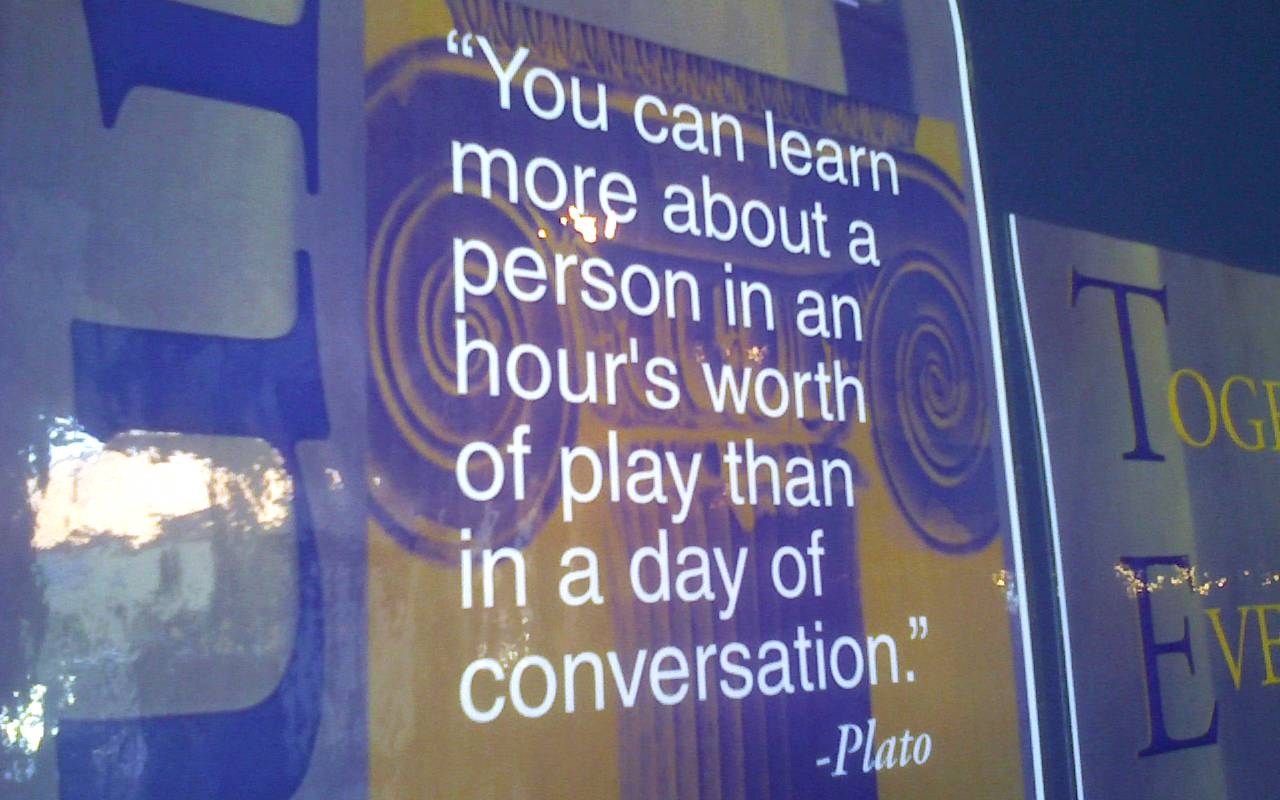 “You can learn
more about a
person in an
hour's worth
of play than
in a day of
conversation.”
-Plato